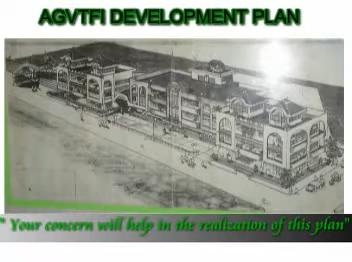 AGVTFI DEVELOPMENT PLAN
" Your concern will help in the realization of this plan"